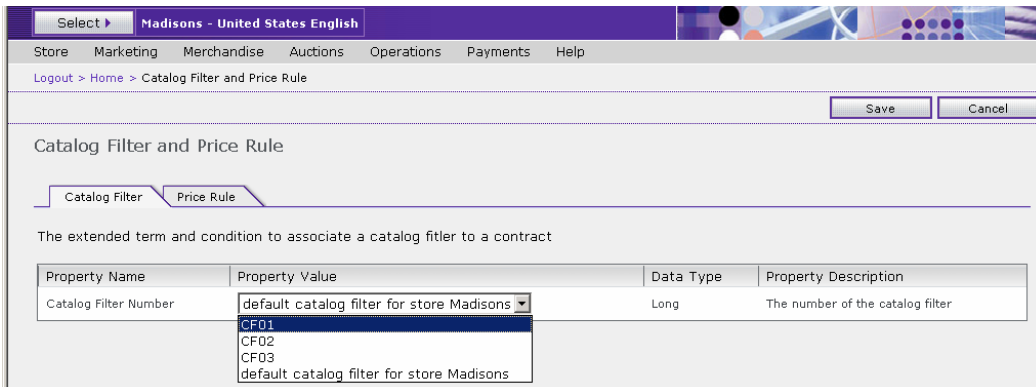 Select Madisons - United States English
Store Marketing Merchandise Auctions Operations Payments Help
Logout > Home > Catalog Filter and Price Rule
Save Cancel
Catalog Filter and Price Rule
Catalog Filter Price Rule
The extended term and condition to associate a catalog fitler to a contract
Property Name Property Value Data Type Property Description
Catalog Filter Number default catalog filter for store Madisons Long The number of the catalog filter
CF01
CF02
CF03
default catalog filter for store Madisons